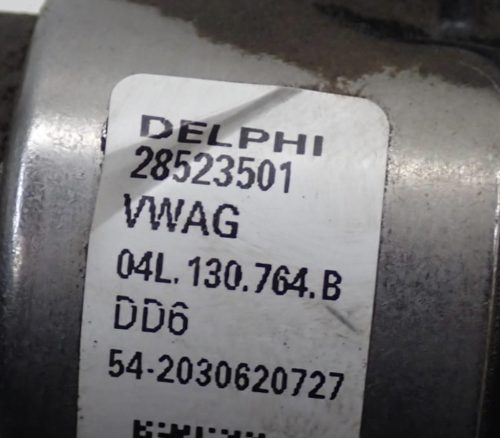 DELPHI
28523501
VWAG
04L.130.764.B
DD6
54-2030620727